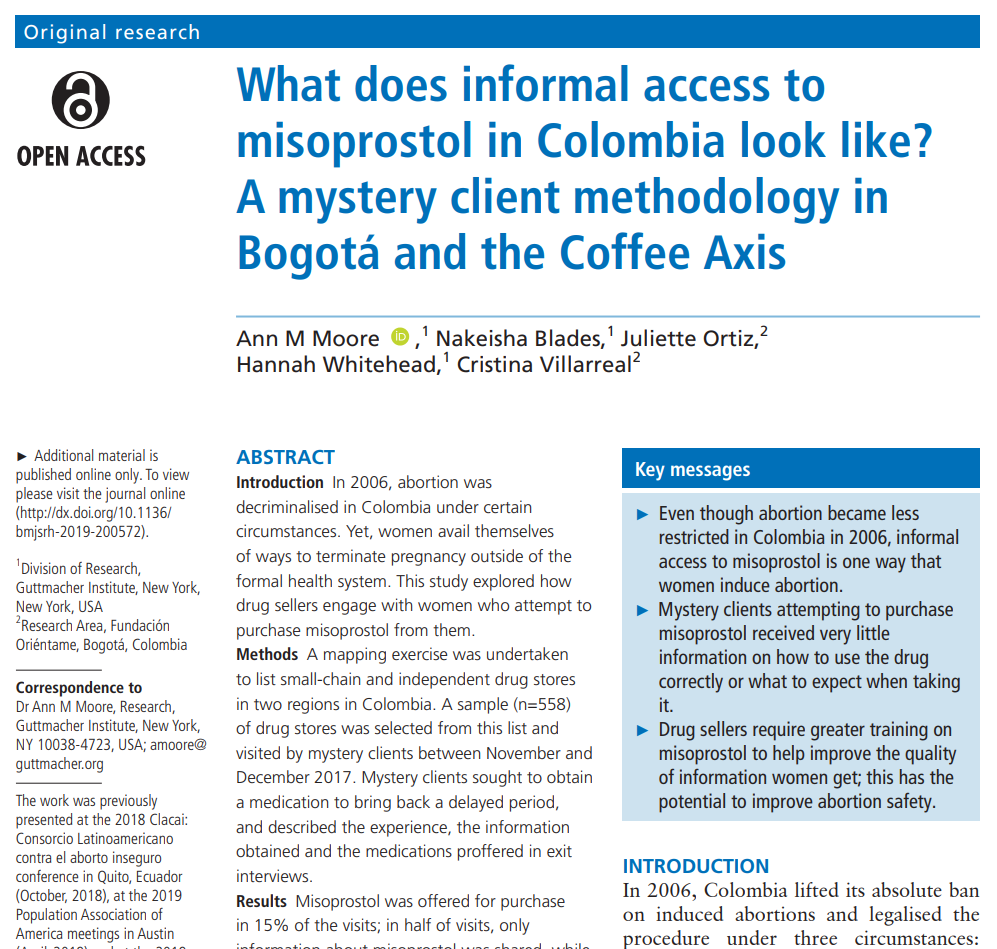 Original research
OPEN ACCESS
What does informal access to
misoprostol in Colombia look like?
A mystery client methodology in
Bogotá and the Coffee Axis
Ann M Moore iD ,1 Nakeisha Blades,1 Juliette Ortiz,2
Hannah Whitehead,1 Cristina Villarreal2
► Additional material is
published online only. To view
please visit the journal online
(http://dx.doi.org/10.1136/
bmjsrh-2019-200572).
1Division of Research,
Guttmacher Institute, New York,
New York, USA
2Research Area, Fundación
Oriéntame, Bogotá, Colombia
Correspondence to
Dr Ann M Moore, Research,
Guttmacher Institute, New York,
NY 10038-4723, USA; amoore@
guttmacher.org
The work was previously
presented at the 2018 Clacai:
Consorcio Latinoamericano
contra el aborto inseguro
conference in Quito, Ecuador
(October, 2018), at the 2019
Population Association of
America meetings in Austin
(April 2019) and at the 2019
ABSTRACT
Introduction In 2006, abortion was
decriminalised in Colombia under certain
circumstances. Yet, women avail themselves
of ways to terminate pregnancy outside of the
formal health system. This study explored how
drug sellers engage with women who attempt to
purchase misoprostol from them.
Methods A mapping exercise was undertaken
to list small-chain and independent drug stores
in two regions in Colombia. A sample (n=558)
of drug stores was selected from this list and
visited by mystery clients between November and
December 2017. Mystery clients sought to obtain
a medication to bring back a delayed period,
and described the experience, the information
obtained and the medications proffered in exit
interviews.
Results Misoprostol was offered for purchase
in 15% of the visits; in half of visits, only
information about misoprostol was shared, while
Key messages
► Even though abortion became less
restricted in Colombia in 2006, informal
access to misoprostol is one way that
women induce abortion.
► Mystery clients attempting to purchase
misoprostol received very little
information on how to use the drug
correctly or what to expect when taking
it.
► Drug sellers require greater training on
misoprostol to help improve the quality
of information women get; this has the
potential to improve abortion safety.
INTRODUCTION
In 2006, Colombia lifted its absolute ban
on induced abortions and legalised the
procedure under three circumstances: